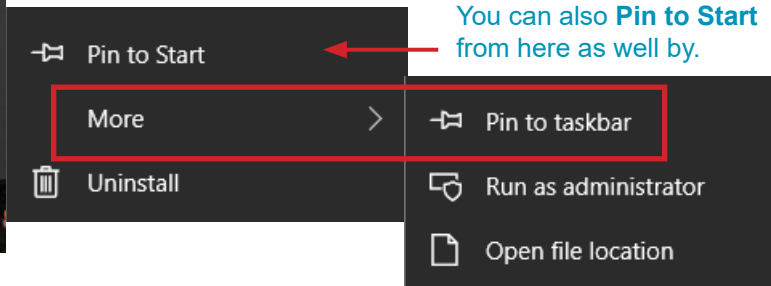 You can also Pin to Start
from here as well by.
Pin to Start
More
Pin to taskbar
Uninstall
Run as administrator
Open file location